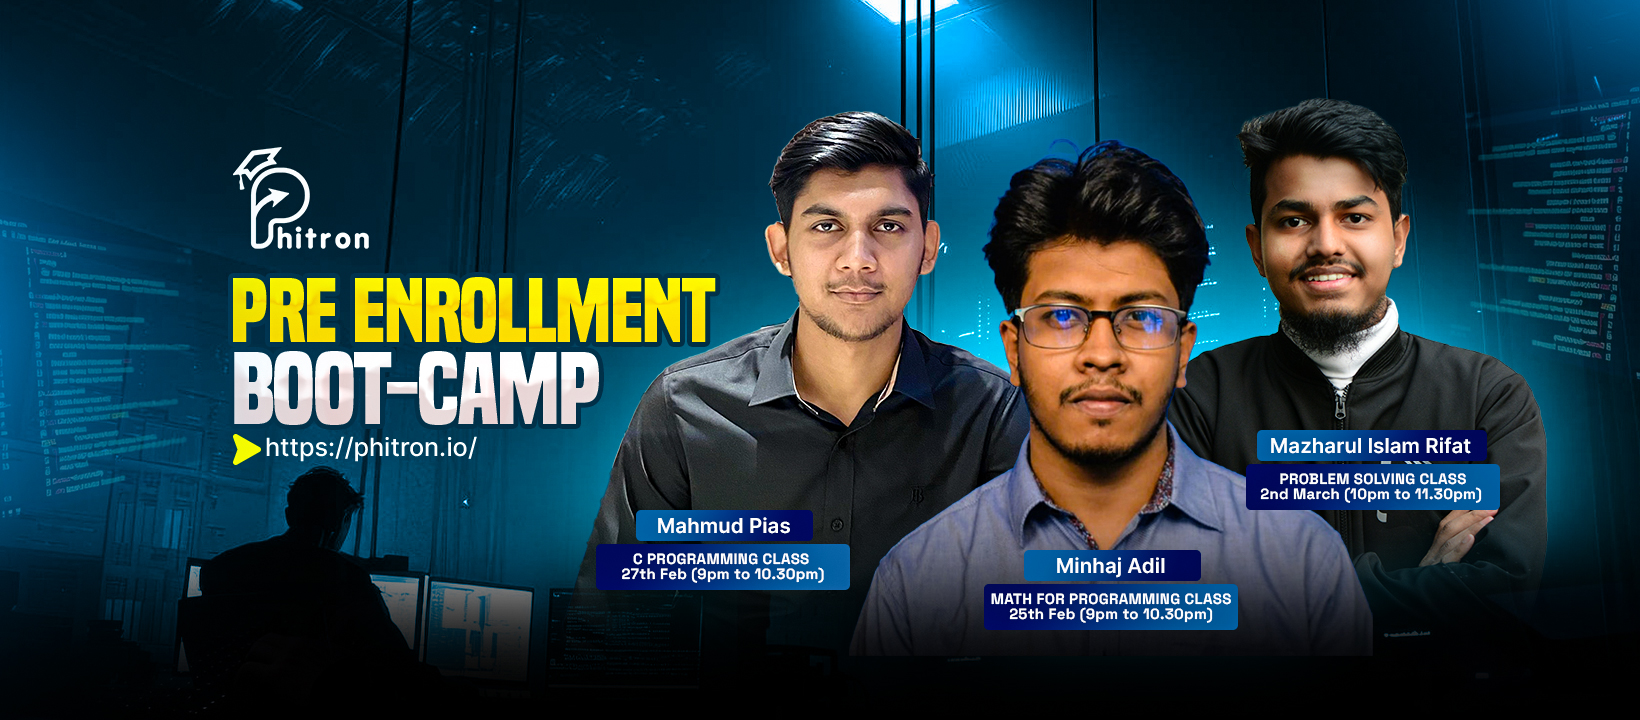 Phitron
PRE ENROLLMENT
BOOT-CAMP
https://phitron.io/
Mahmud Pias
C PROGRAMMING CLASS
27th Feb (9pm to 10.30pm)
Minhaj Adil
MATH FOR PROGRAMMING CLASS
25th Feb (9pm to 10.30pm)
Mazharul Islam Rifat
PROBLEM SOLVING CLASS
2nd March (10pm to 11.30pm)